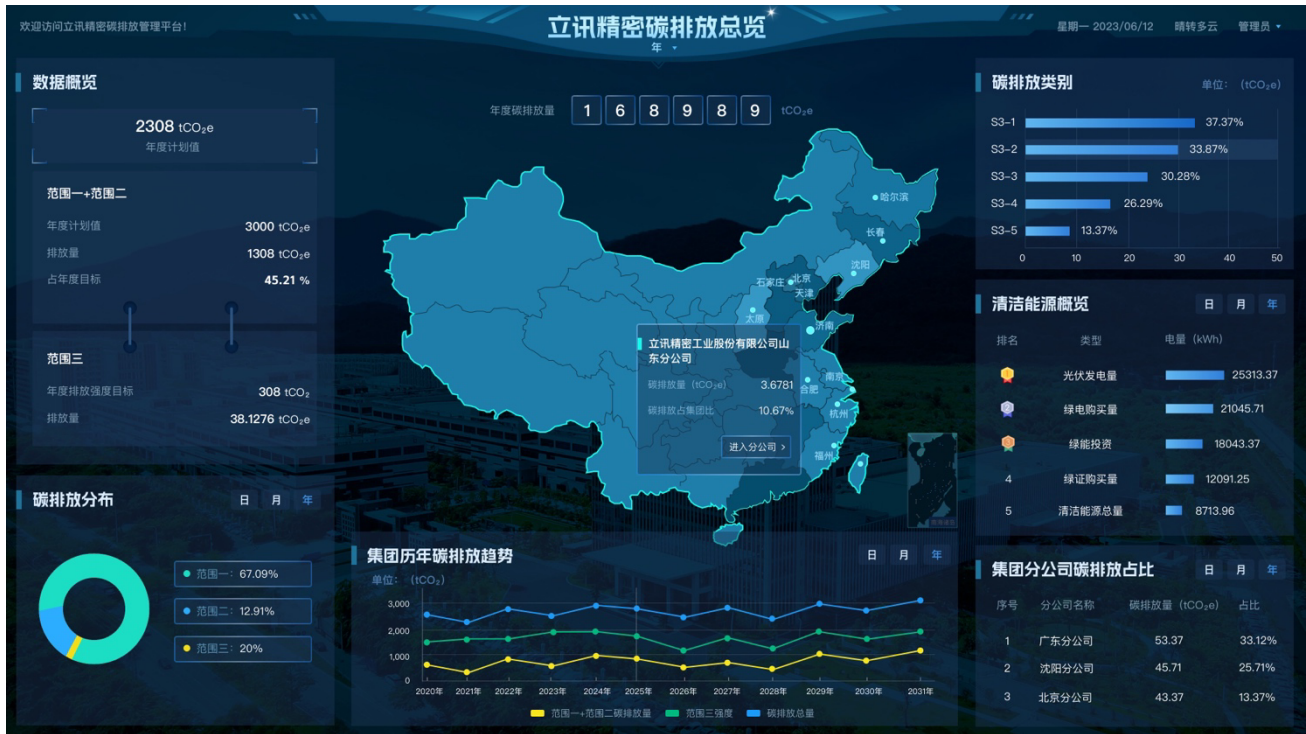 欢迎访问立讯精密碳排放管理平台!
立讯精密碳排放总览
年
星期一 2023/06/12 晴转多云 管理员
数据概览
2308 tCO₂e
年度计划值
范围一+范围二
年度计划值 3000 tCO₂e
排放量 1308 tCO₂e
占年度目标 45.21 %
范围三
年度排放强度目标 308 tCO₂
排放量 38.1276 tCO₂e
碳排放分布 日 月 年
范围一: 67.09%
范围二: 12.91%
范围三: 20%
年度碳排放量 1 6 8 9 8 9 tCO₂e
哈尔滨
长春
沈阳
石家庄 北京
天津
太原
济南
立讯精密工业股份有限公司山
东分公司
碳排放量 (tCO₂e) 3.6781
碳排放占集团比 10.67%
进入分公司 >
南京
合肥
杭州
福州
集团历年碳排放趋势 日 月 年
单位: (tCO₂)
3,000
2,000
1,000
0
2020年 2021年 2022年 2023年 2024年 2025年 2026年 2027年 2028年 2029年 2030年 2031年
范围一+范围二碳排放量 范围三强度 碳排放总量
碳排放类别 单位: (tCO₂e)
S3-1 37.37%
S3-2 33.87%
S3-3 30.28%
S3-4 26.29%
S3-5 13.37%
0 10 20 30 40 50
清洁能源概览 日 月 年
排名 类型 电量 (kWh)
光伏发电量 25313.37
2 绿电购买量 21045.71
绿能投资 18043.37
4 绿证购买量 12091.25
5 清洁能源总量 8713.96
集团分公司碳排放占比 日 月 年
序号 分公司名称 碳排放量 (tCO₂e) 占比
1 广东分公司 53.37 33.12%
2 沈阳分公司 45.71 25.71%
3 北京分公司 43.37 13.37%